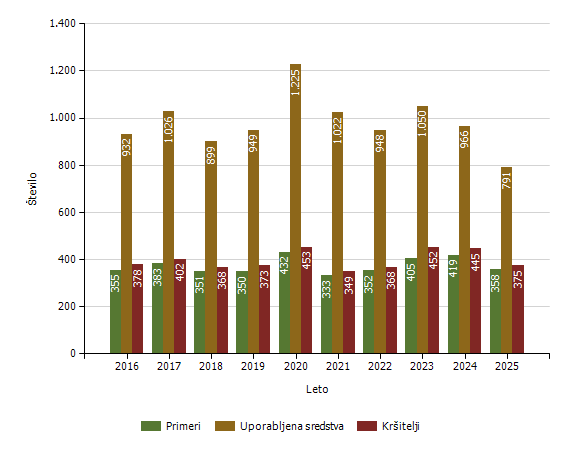 1.400
1.200
1.000
800
600
400
200
0
Število
355 932 378
383 1.026 402
351 899 368
350 949 373
432 1.225 453
333 1.022 349
352 948 368
405 1.050 452
419 966 445
358 791 375
2016 2017 2018 2019 2020 2021 2022 2023 2024 2025
Leto
Primeri Uporabljena sredstva Kršitelji